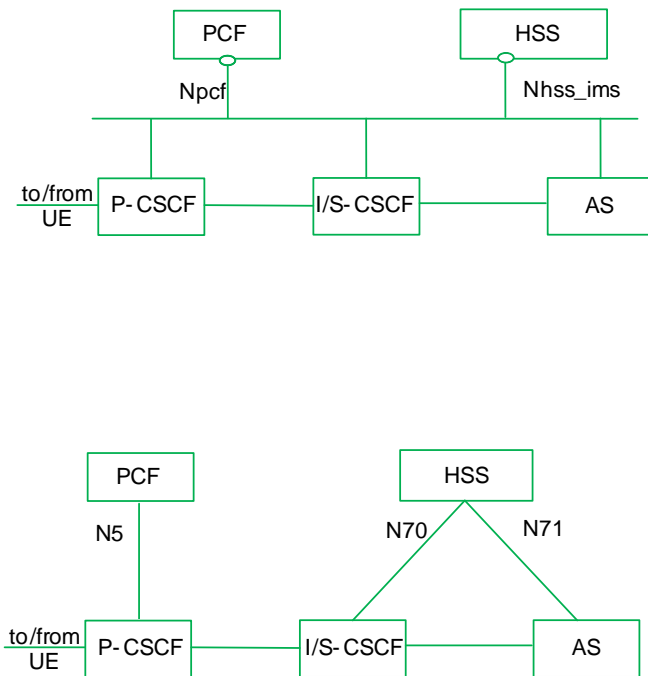 PCF
HSS
Npcf
Nhss_ims
to/from
UE
P-CSCF
I/S-CSCF
AS
PCF
HSS
N5
N70
N71
to/from
UE
P-CSCF
I/S-CSCF
AS